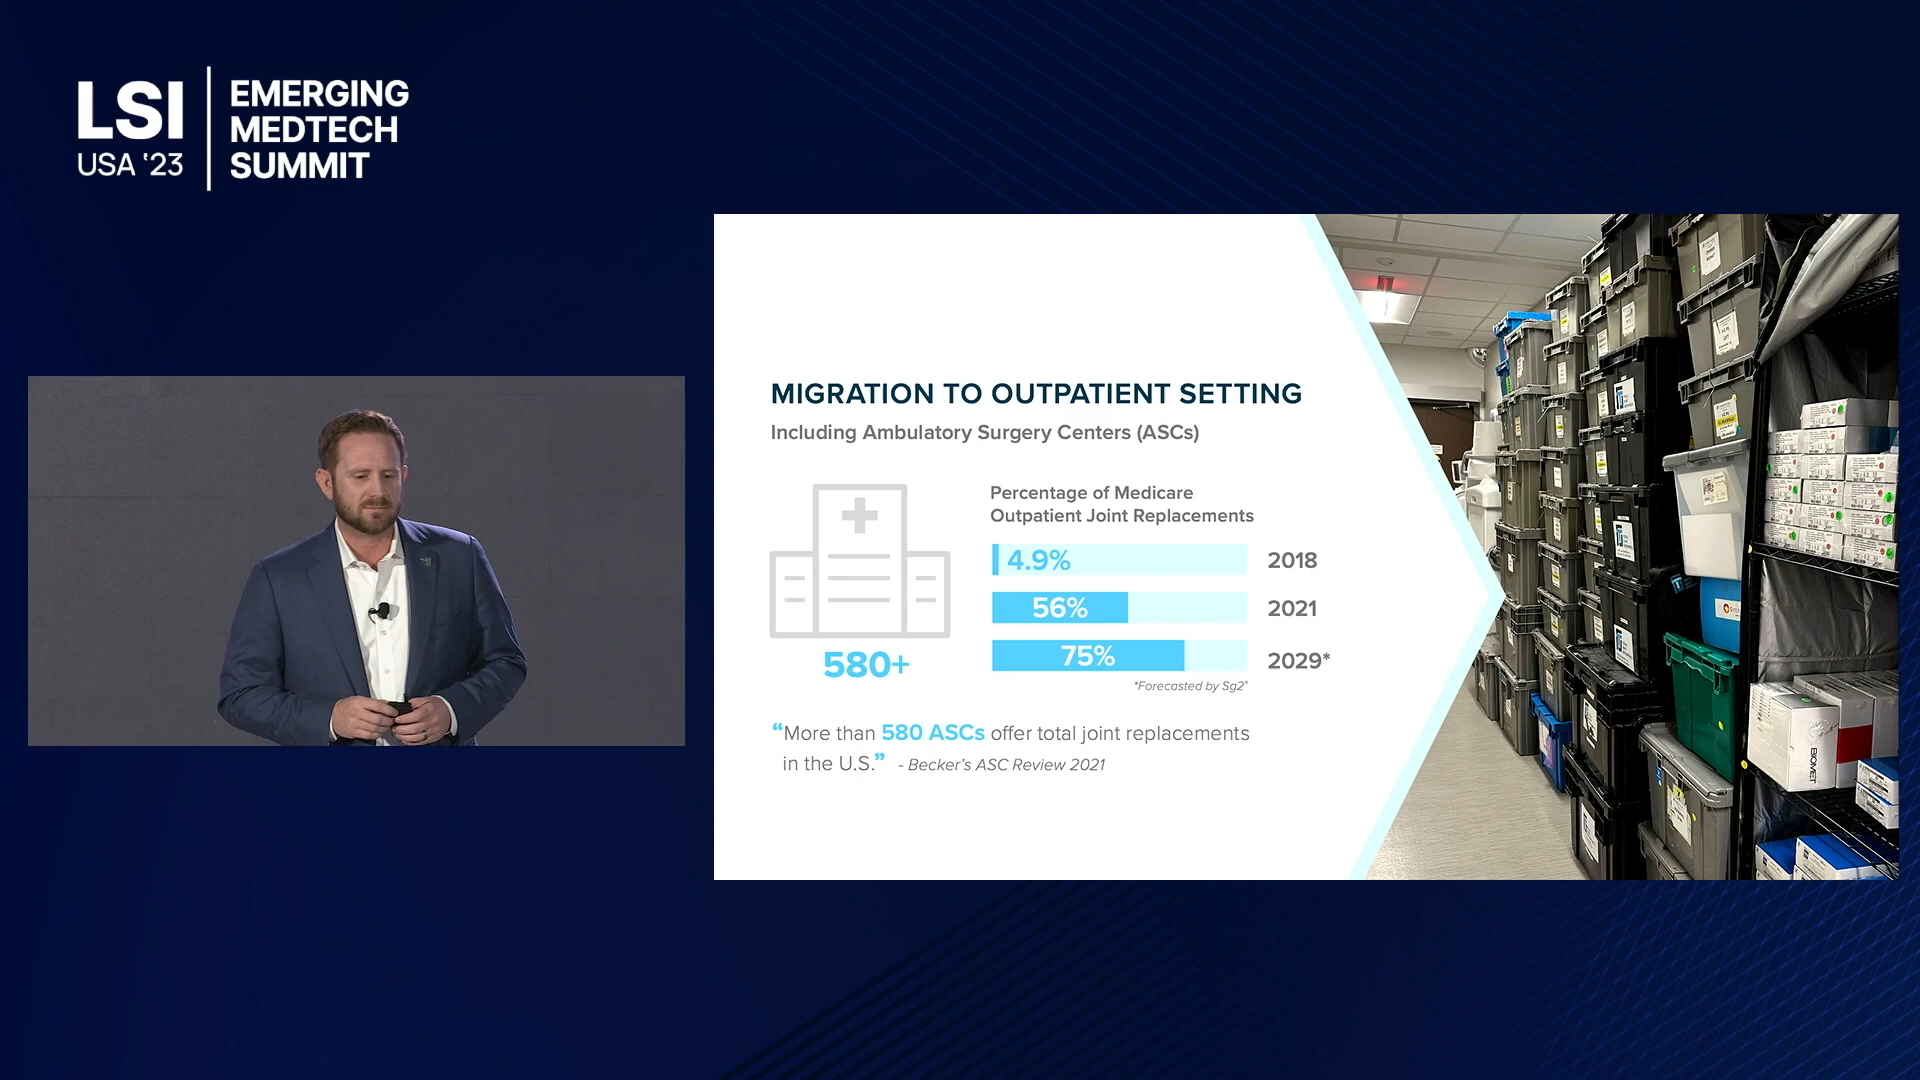 LSI
USA '23
EMERGING
MEDTECH
SUMMIT
MIGRATION TO OUTPATIENT SETTING
Including Ambulatory Surgery Centers (ASCs)
580+
Percentage of Medicare
Outpatient Joint Replacements
4.9% 2018
56% 2021
75% 2029*
*Forecasted by Sg2*
“More than 580 ASCs offer total joint replacements
in the U.S.” - Becker's ASC Review 2021
BIOMET